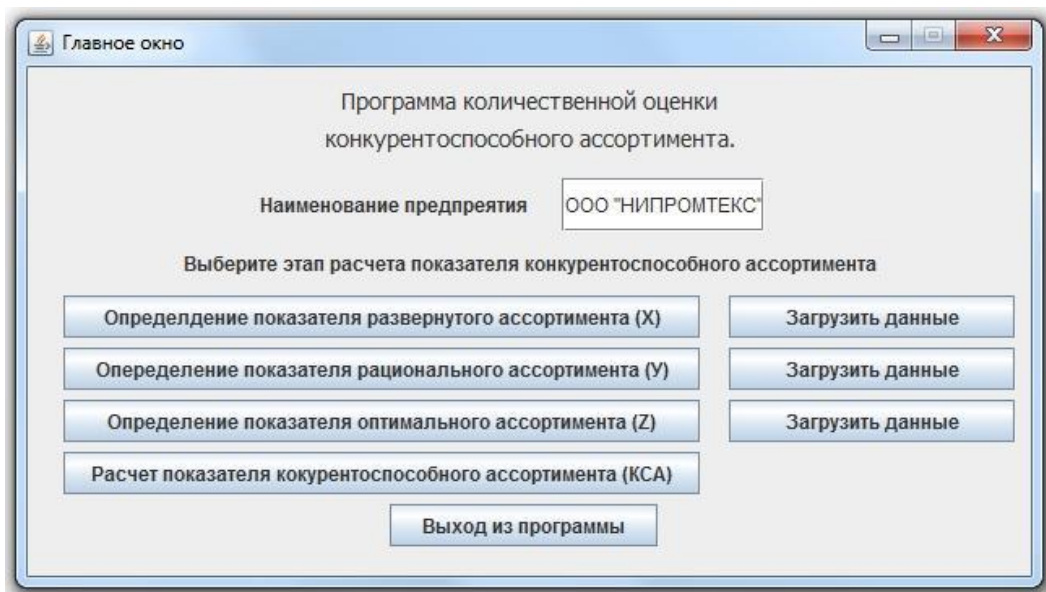 Главное окно
Программа количественной оценки
конкурентоспособного ассортимента.
Наименование предпреятия ООО "НИПРОМТЕКС"
Выберите этап расчета показателя конкурентоспособного ассортимента
Определдение показателя развернутого ассортимента (X) Загрузить данные
Опеределение показателя рационального ассортимента (У) Загрузить данные
Определение показателя оптимального ассортимента (Z) Загрузить данные
Расчет показателя кокурентоспособного ассортимента (КСА)
Выход из программы